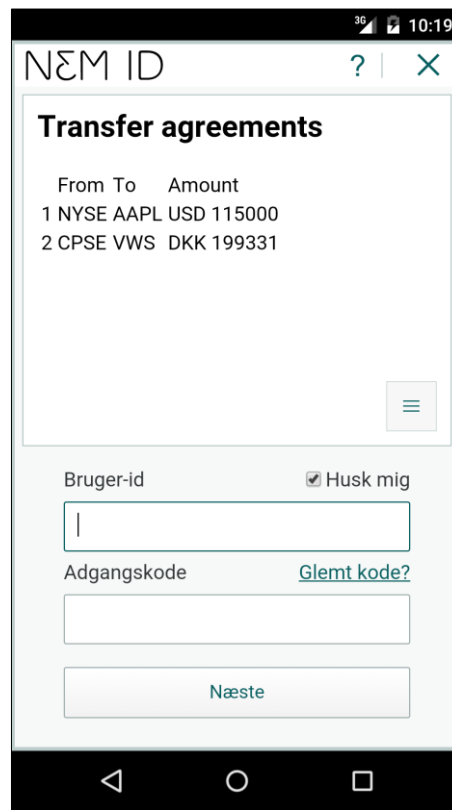 3G 10:19
NEM ID ?
Transfer agreements
From To Amount
1 NYSE AAPL USD 115000
2 CPSE VWS DKK 199331
Bruger-id Husk mig
Adgangskode Glemt kode?
Næste